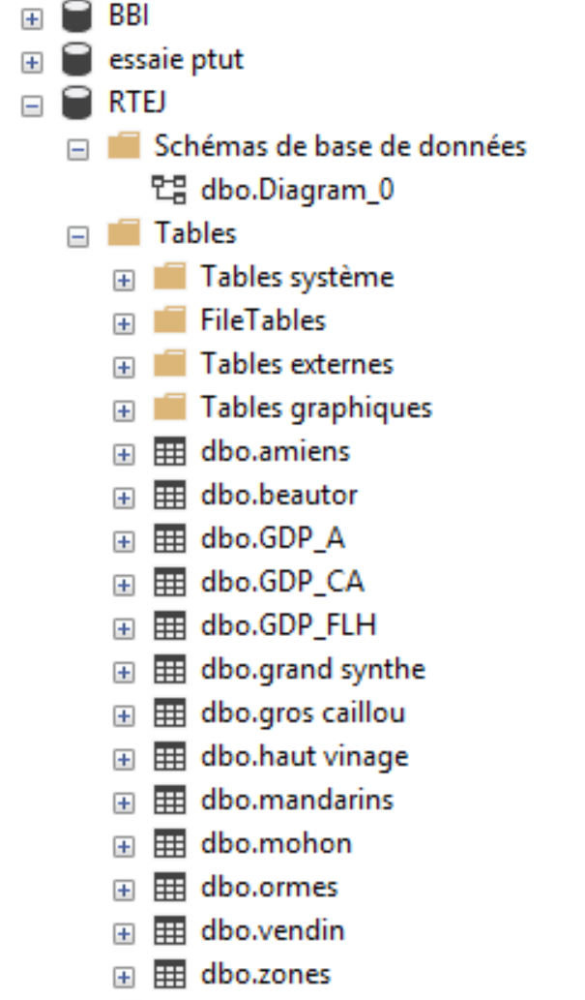 BBI
essaie ptut
RTEJ
Schémas de base de données
dbo.Diagram_0
Tables
Tables système
FileTables
Tables externes
Tables graphiques
dbo.amiens
dbo.beautor
dbo.GDP_A
dbo.GDP_CA
dbo.GDP_FLH
dbo.grand synthe
dbo.gros caillou
dbo.haut vinage
dbo.mandarins
dbo.mohon
dbo.ormes
dbo.vendin
dbo.zones